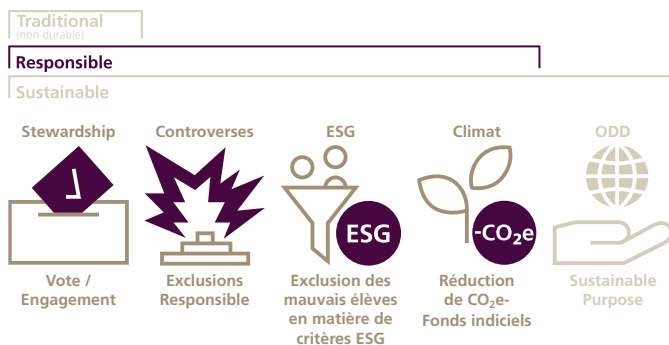 Traditional
(non durable)
Responsible
Sustainable
Stewardship
Controverses
ESG
Climat
ODD
ESG
-CO₂e
Vote /
Engagement
Exclusions
Responsible
Exclusion des
mauvais élèves
en matière de
critères ESG
Réduction
de CO₂e-
Fonds indiciels
Sustainable
Purpose